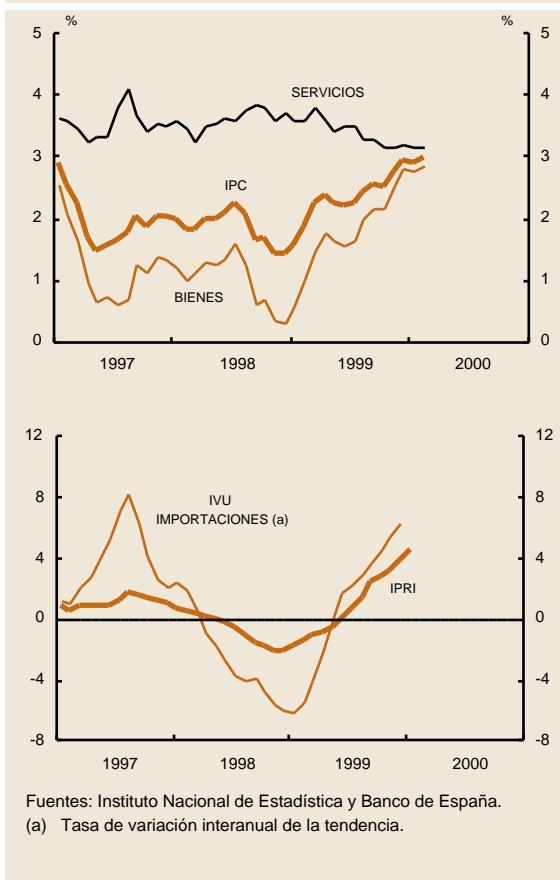 % %
5 5
SERVICIOS
4 4
3 3
IPC
2 2
1 1
BIENES
0 0
1997 1998 1999 2000
12 12
8 8
IVU
IMPORTACIONES (a)
4 4
IPRI
0 0
-4 -4
-8 -8
1997 1998 1999 2000
Fuentes: Instituto Nacional de Estadística y Banco de España.
(a) Tasa de variación interanual de la tendencia.